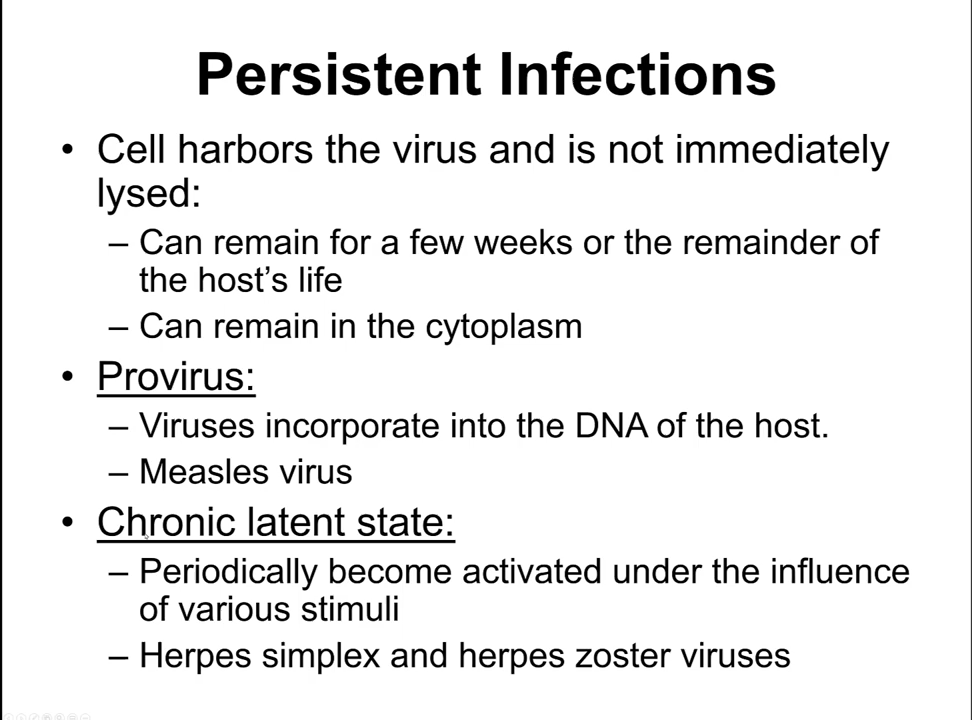 Persistent Infections
• Cell harbors the virus and is not immediately
lysed:
– Can remain for a few weeks or the remainder of
the host’s life
– Can remain in the cytoplasm
• Provirus:
– Viruses incorporate into the DNA of the host.
– Measles virus
• Chronic latent state:
– Periodically become activated under the influence
of various stimuli
– Herpes simplex and herpes zoster viruses